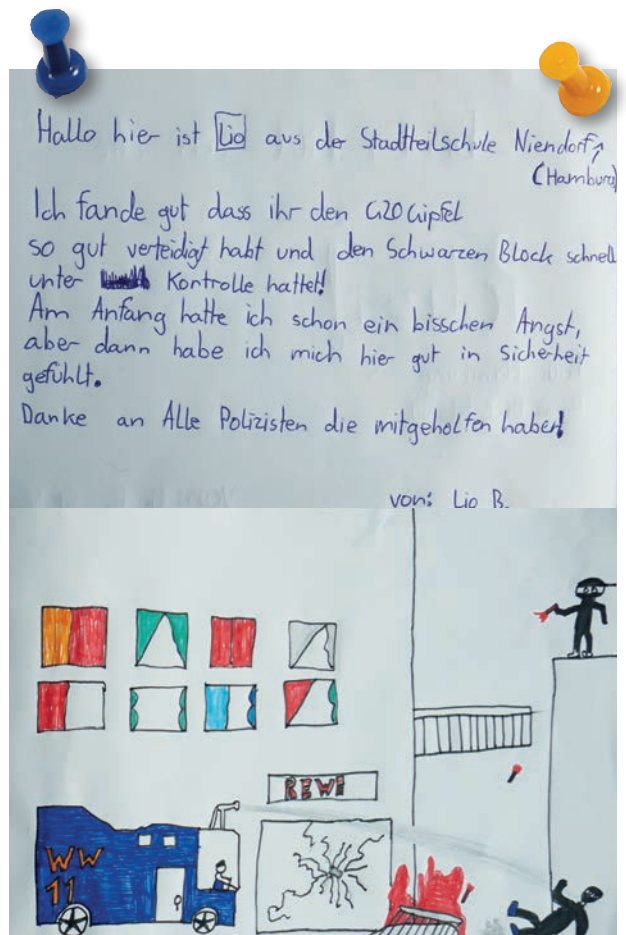 Hallo hier ist Lio aus der Stadtteilschule Niendorf,
(Hamburg)
Ich fande gut dass ihr den G20 Gipfel
so gut verteidigt habt und den Schwarzen Block schnell
unter Kontrolle hattet!
Am Anfang hatte ich schon ein bisschen Angst,
aber dann habe ich mich hier gut in Sicherheit
gefühlt.
Danke an Alle Polizisten die mitgeholfen haben!
von: Lio B.
REWE
WW
11